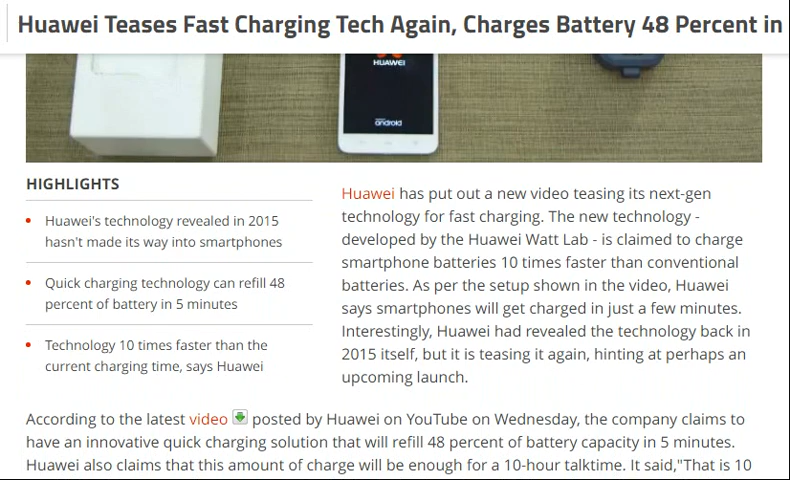 Huawei Teases Fast Charging Tech Again, Charges Battery 48 Percent in
HUAWEI
android
HIGHLIGHTS
Huawei's technology revealed in 2015
hasn't made its way into smartphones
Quick charging technology can refill 48
percent of battery in 5 minutes
Technology 10 times faster than the
current charging time, says Huawei
Huawei has put out a new video teasing its next-gen
technology for fast charging. The new technology -
developed by the Huawei Watt Lab - is claimed to charge
smartphone batteries 10 times faster than conventional
batteries. As per the setup shown in the video, Huawei
says smartphones will get charged in just a few minutes.
Interestingly, Huawei had revealed the technology back in
2015 itself, but it is teasing it again, hinting at perhaps an
upcoming launch.
According to the latest video posted by Huawei on YouTube on Wednesday, the company claims to
have an innovative quick charging solution that will refill 48 percent of battery capacity in 5 minutes.
Huawei also claims that this amount of charge will be enough for a 10-hour talktime. It said,"That is 10